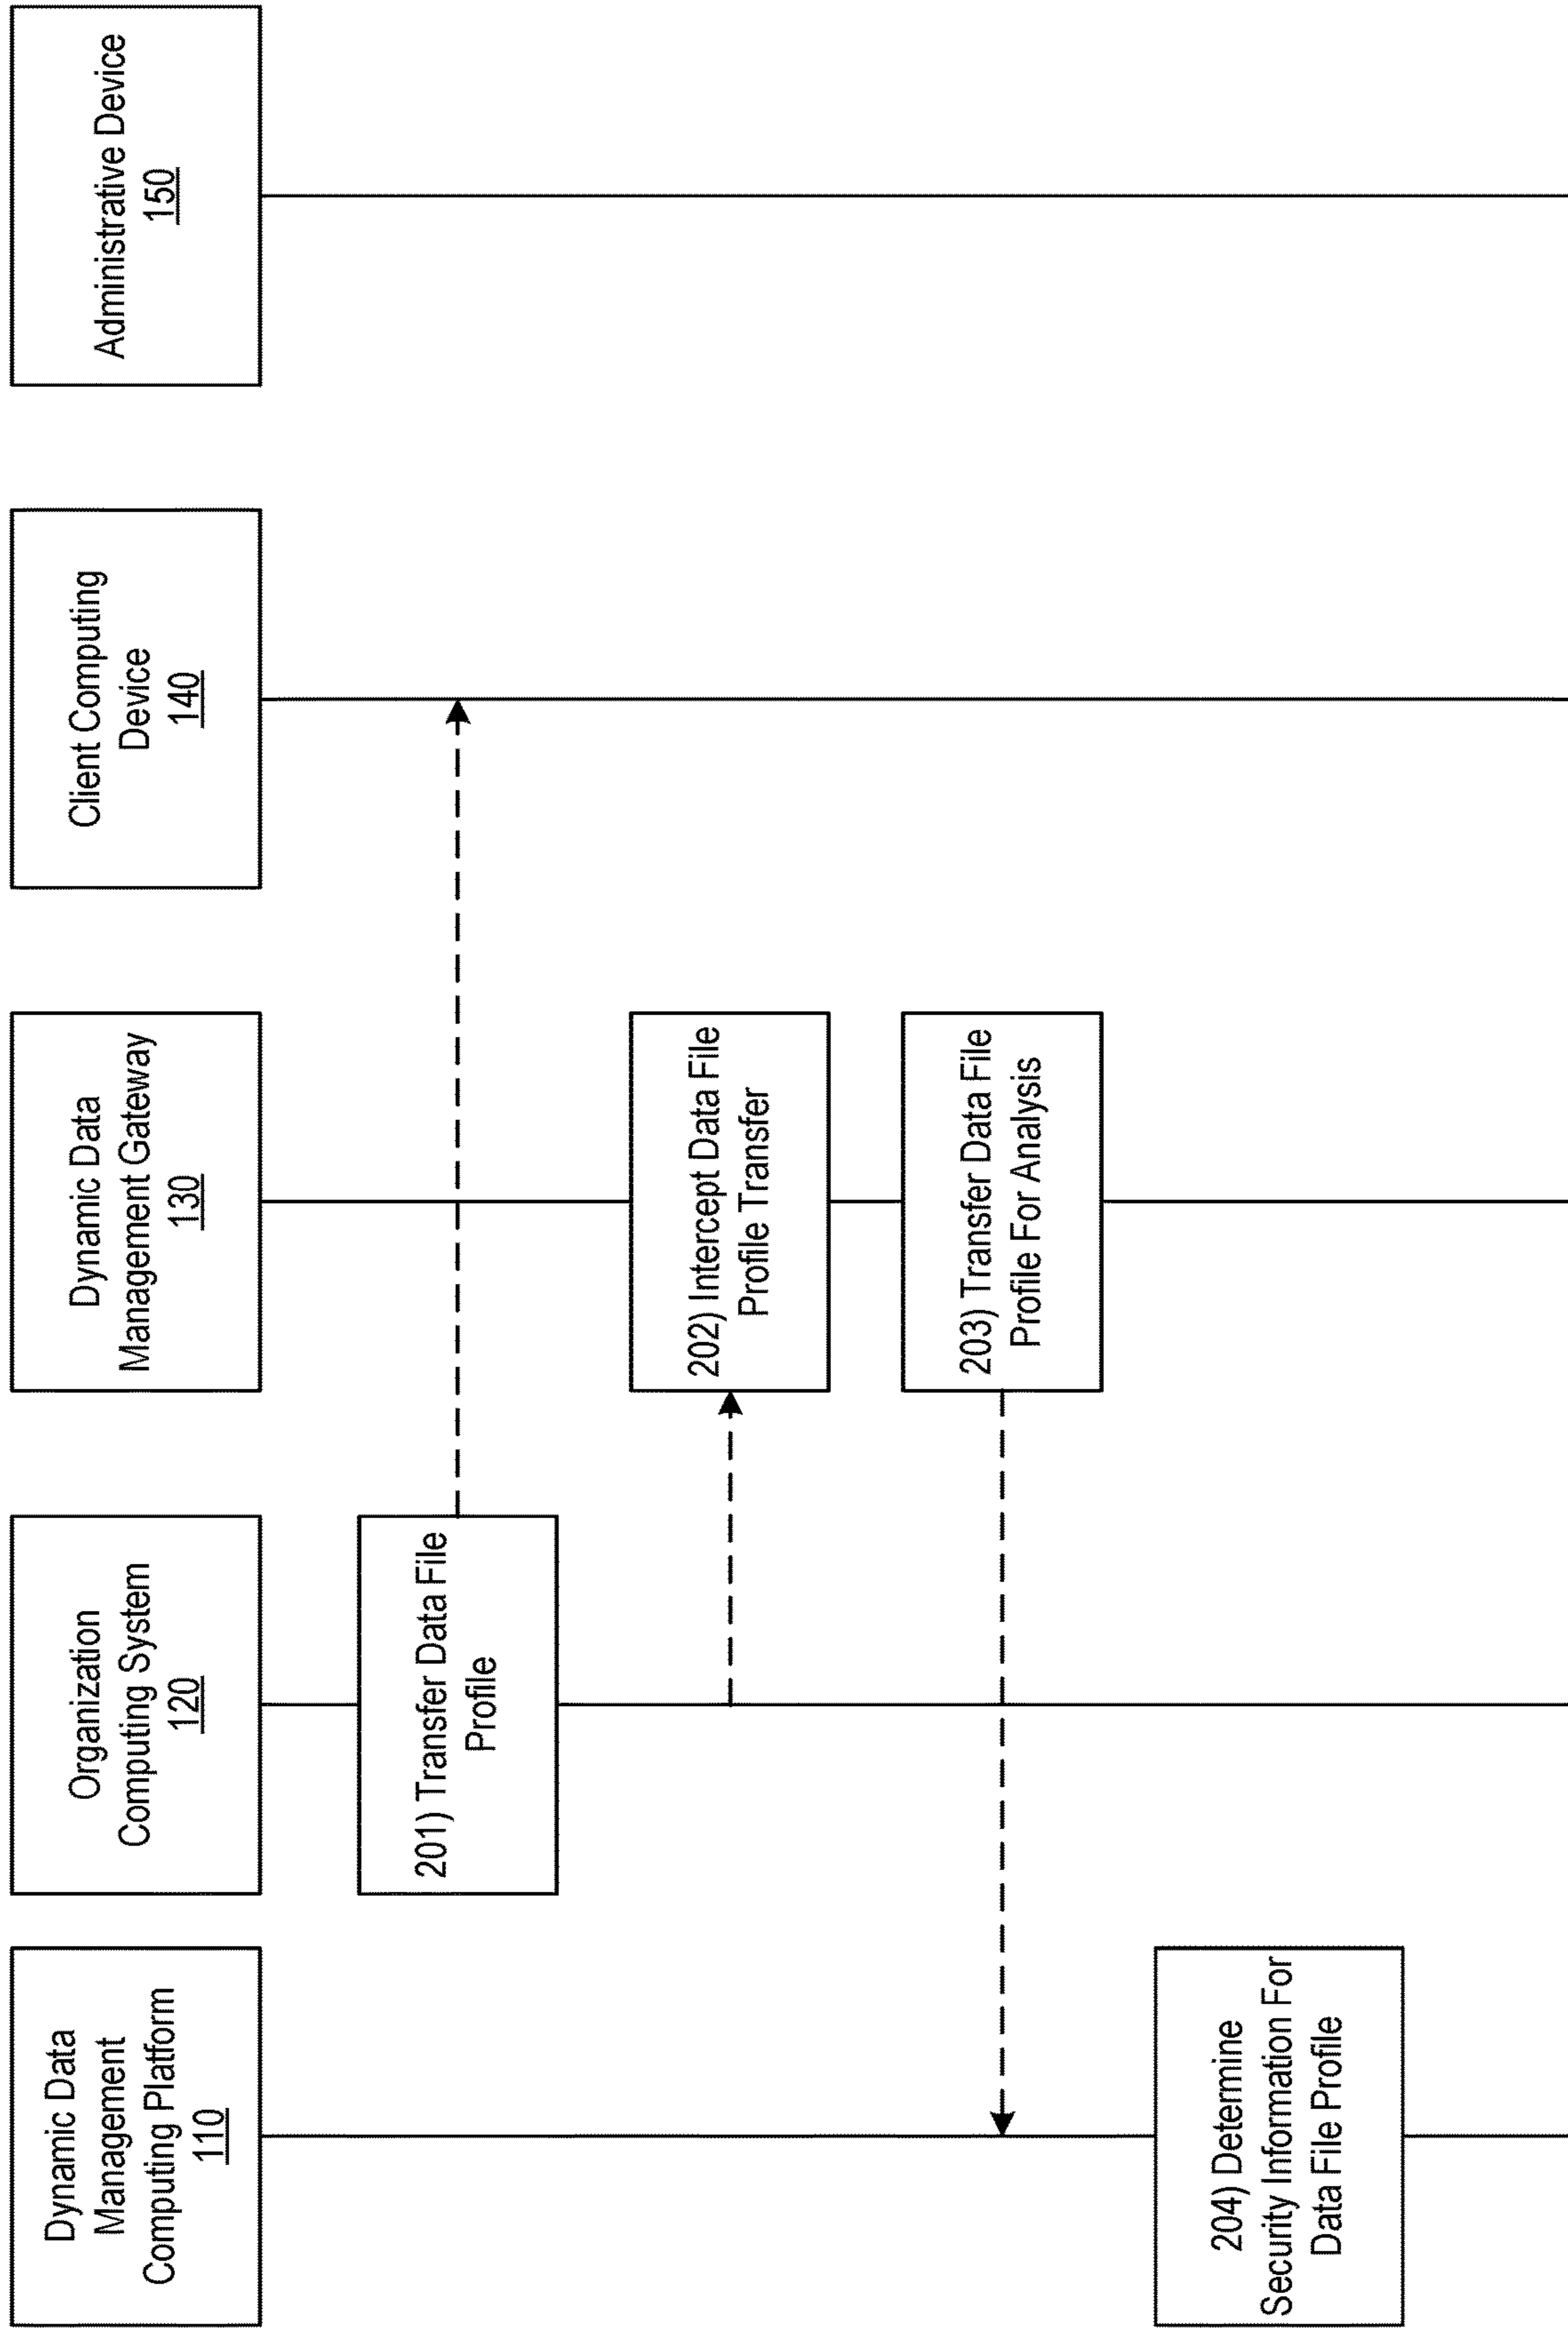 Dynamic Data
Management
Computing Platform
110
Organization
Computing System
120
Dynamic Data
Management Gateway
130
Client Computing
Device
140
Administrative Device
150
201) Transfer Data File
Profile
202) Intercept Data File
Profile Transfer
203) Transfer Data File
Profile For Analysis
204) Determine
Security Information For
Data File Profile